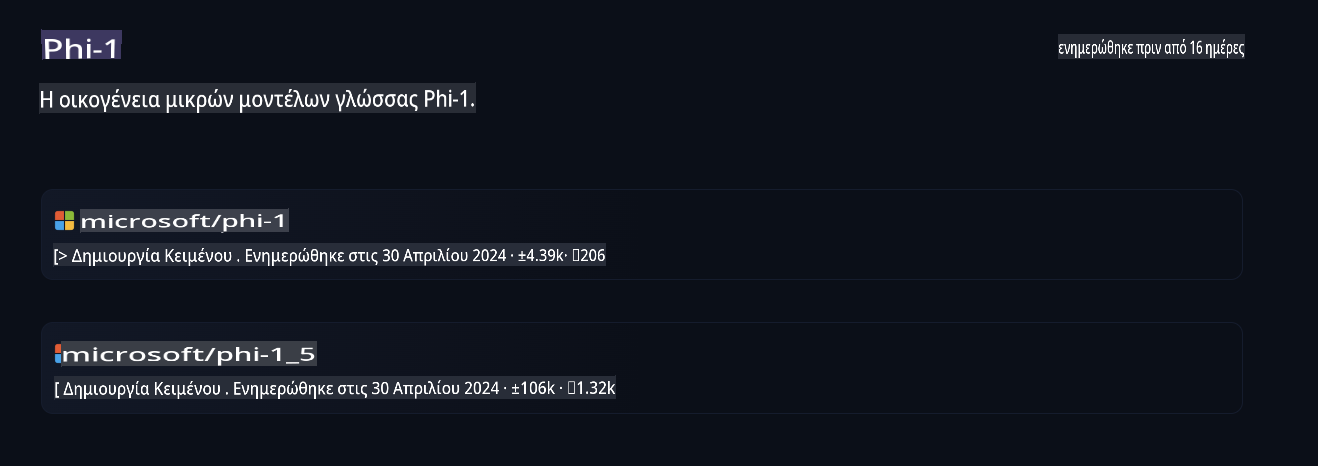 Phi-1
ενημερώθηκε πριν από 16 ημέρες
Η οικογένεια μικρών μοντέλων γλώσσας Phi-1.
microsoft/phi-1
[> Δημιουργία Κειμένου . Ενημερώθηκε στις 30 Απριλίου 2024 · ±4.39k· 206
microsoft/phi-1_5
[ Δημιουργία Κειμένου . Ενημερώθηκε στις 30 Απριλίου 2024 · ±106k · 1.32k